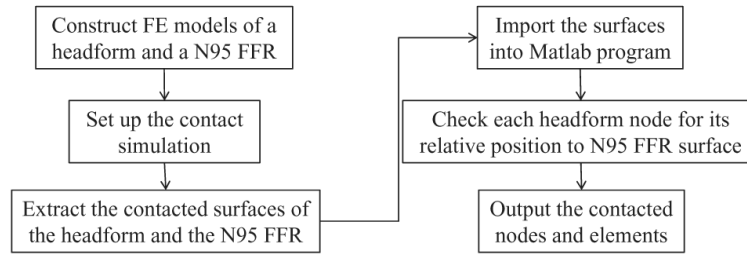 Construct FE models of a
headform and a N95 FFR
Set up the contact
simulation
Extract the contacted surfaces of
the headform and the N95 FFR
Import the surfaces
into Matlab program
Check each headform node for its
relative position to N95 FFR surface
Output the contacted
nodes and elements